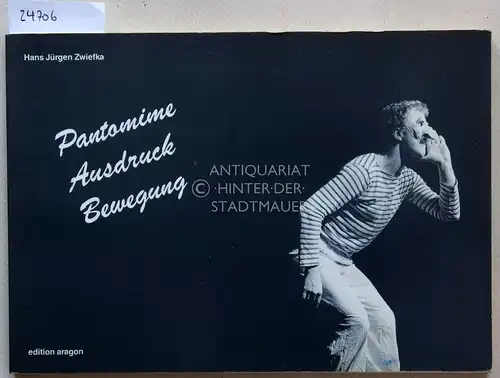 24706
Hans Jürgen Zwiefka
Pantomime
Ausdruck
Bewegung
ANTIQUARIAT
© HINTER DER
STADTMAUER
edition aragon